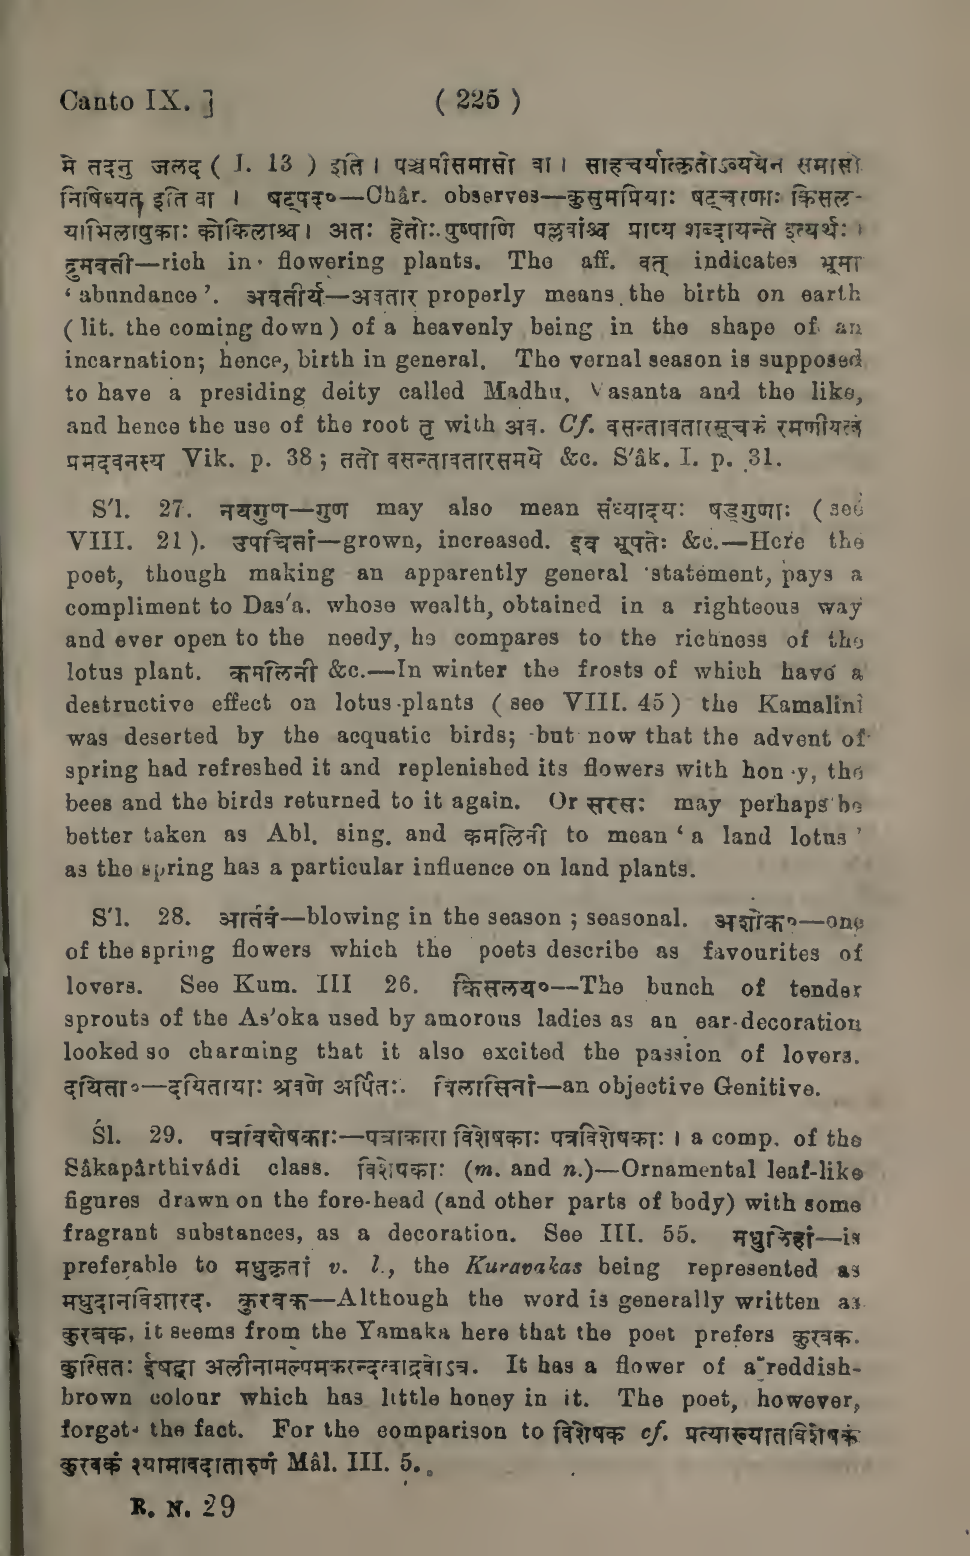 Canto IX. ] ( 225 )
मे तदनु जलद ( I. 13 ) इति । पञ्चमीसमासो वा । साहचर्यात्कृतोऽव्ययेन समासो
निषिध्यत इति वा । षट्पद०—Châr. observes—कुसुमप्रियाः षट्चरणाः किसल-
याभिलाषुकाः कोकिलाश्च । अतः हेतोः पुष्पाणि पल्लवांश्च प्राप्य शब्दायन्ते इत्यर्थः ।
द्रुमवती—rich in flowering plants. The aff. वत् indicates भूमा
‘abundance’. अवतीर्य—अवतार properly means the birth on earth
( lit. the coming down ) of a heavenly being in the shape of an
incarnation; hence, birth in general. The vernal season is supposed
to have a presiding deity called Madhu, Vasanta and the like,
and hence the use of the root तृ with अव. Cf. वसन्तावतारसूचकं रमणीयत्वं
प्रमदवनस्य Vik. p. 38 ; ततो वसन्तावतारसमये &c. S'âk. I. p. 31.
S'l. 27. नयगुण—गुण may also mean संध्यादयः षड्गुणाः ( see
VIII. 21 ). उपचितां—grown, increased. इव भूपतेः &c.—Here the
poet, though making an apparently general statement, pays a
compliment to Das'a. whose wealth, obtained in a righteous way
and ever open to the needy, he compares to the richness of the
lotus plant. कमलिनी &c.—In winter the frosts of which have a
destructive effect on lotus-plants ( see VIII. 45 ) the Kamalinî
was deserted by the acquatic birds; but now that the advent of
spring had refreshed it and replenished its flowers with hon y, the
bees and the birds returned to it again. Or सरसः may perhaps be
better taken as Abl. sing. and कमलिनी to mean ‘ a land lotus ’
as the spring has a particular influence on land plants.
S'l. 28. आर्तवं—blowing in the season ; seasonal. अशोक०—one
of the spring flowers which the poets describe as favourites of
lovers. See Kum. III 26. किसलय०—The bunch of tender
sprouts of the As'oka used by amorous ladies as an ear-decoration
looked so charming that it also excited the passion of lovers.
दयिता०—दयितायाः श्रवणे अर्पितः. विलासिनां—an objective Genitive.
Śl. 29. पत्रविशेषकाः—पत्राकारा विशेषकाः पत्रविशेषकाः । a comp. of the
Sâkapârthivâdi class. विशेषकाः (m. and n.)—Ornamental leaf-like
figures drawn on the fore-head (and other parts of body) with some
fragrant substances, as a decoration. See III. 55. मधुलिहां—is
preferable to मधुकृतां v. l., the Kuravakas being represented as
मधुदानविशारद. कुरवक—Although the word is generally written as
कुरबक, it seems from the Yamaka here that the poet prefers कुरवक.
कुत्सितः ईषद्वा अलीनामल्पमकरन्दत्वाद्रवोऽत्र. It has a flower of a reddish-
brown colour which has little honey in it. The poet, however,
forgets the fact. For the comparison to विशेषक cf. प्रत्याख्यातविशेषकं
कुरवकं श्यामावदातारुणं Mâl. III. 5.
R. N. 29